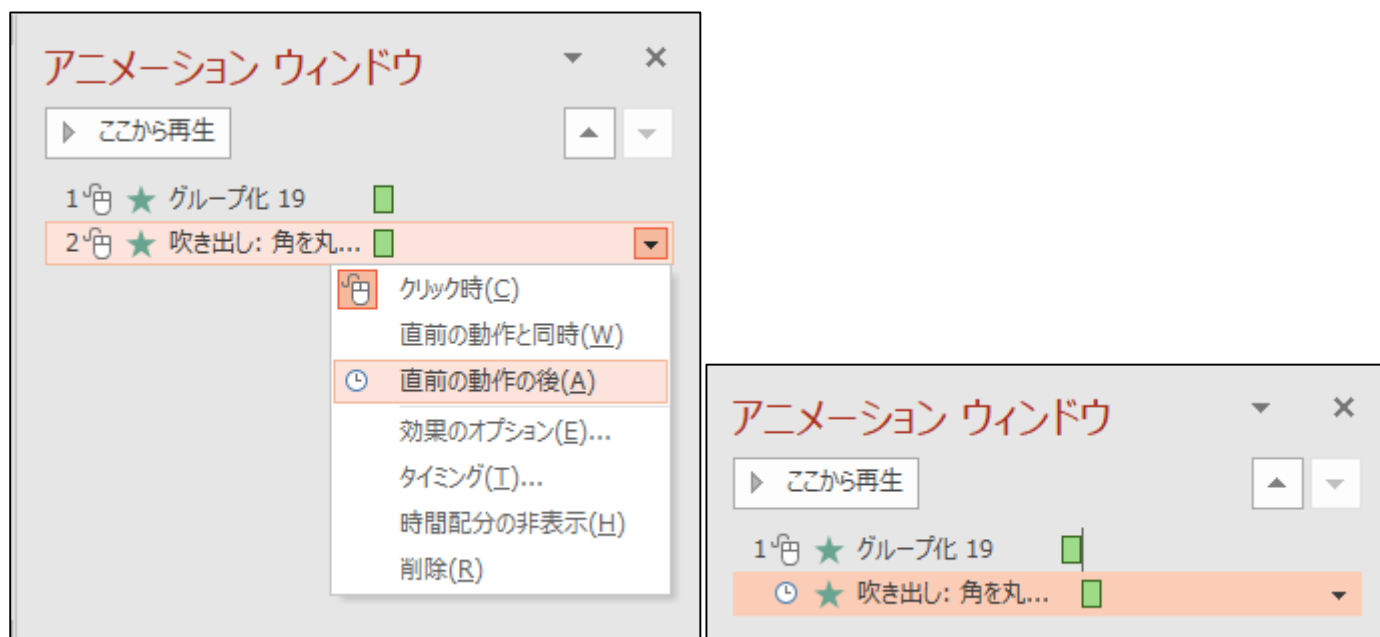 アニメーション ウィンドウ
ここから再生
1 グループ化 19
2 吹き出し: 角を丸...
クリック時(C)
直前の動作と同時(W)
直前の動作の後(A)
効果のオプション(E)...
タイミング(T)...
時間配分の非表示(H)
削除(R)
アニメーション ウィンドウ
ここから再生
1 グループ化 19
吹き出し: 角を丸...